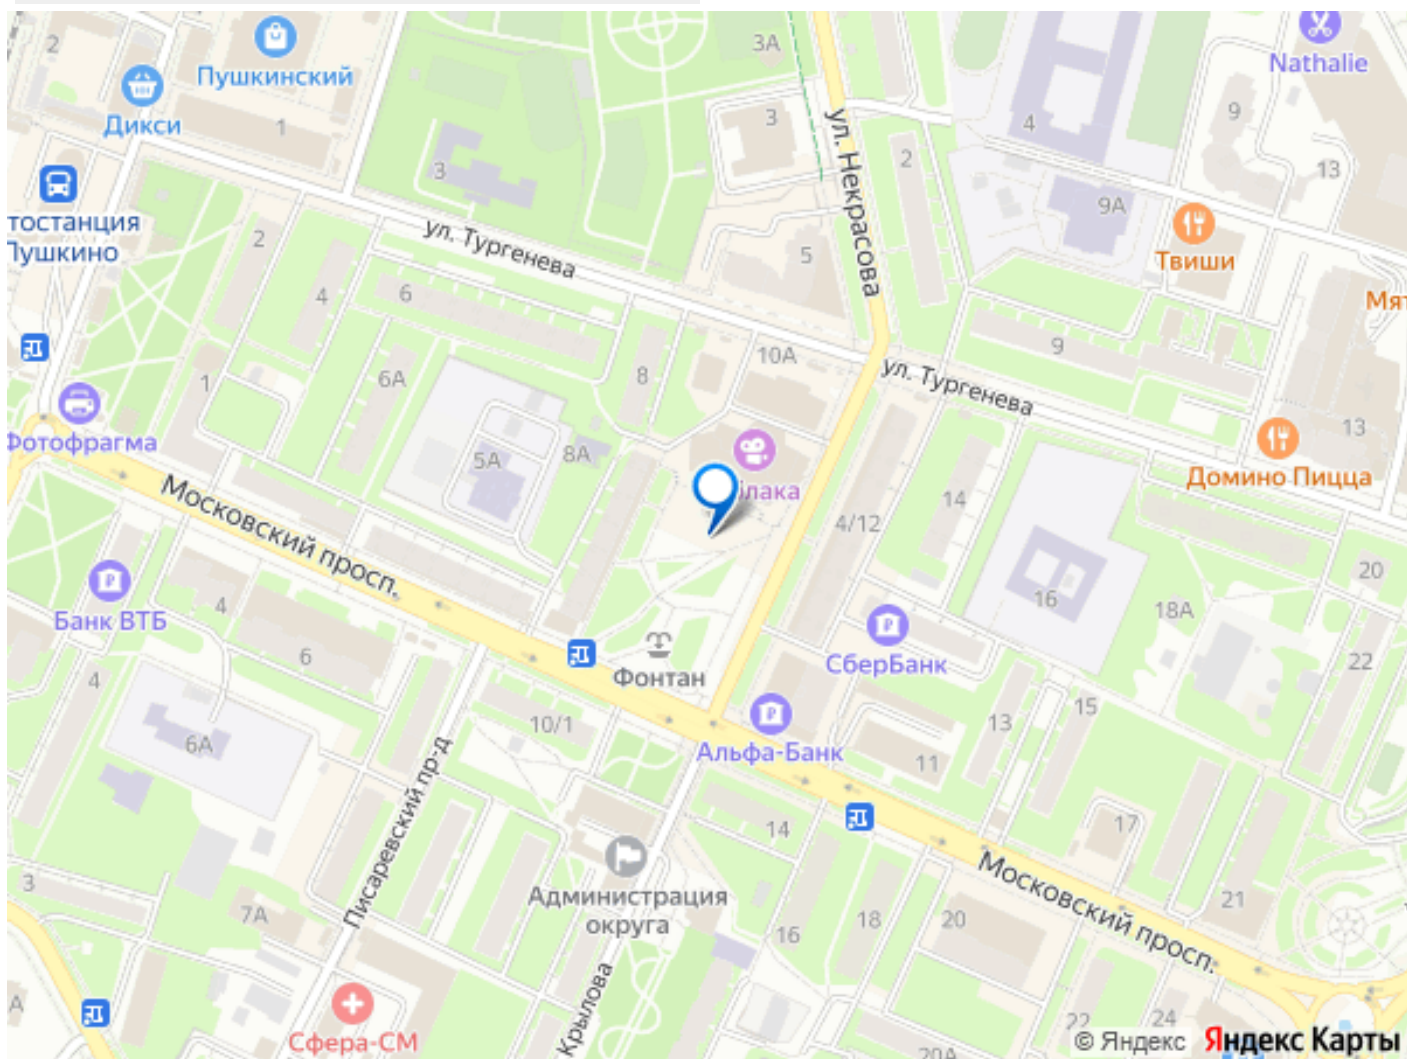 2
Пушкинский
3А
Nathalie
Дикси
1
3
ул. Некрасова
2
4
9
13
3
тостанция
Пушкино
9А
Твиши
ул. Тургенева
2
4
6
5
Мят
10А
9
8
6А
1
ул. Тургенева
Фотофрагма
13
Домино Пицца
5А
8А
лака
14
4/12
Московский просп.
Банк ВТБ
4
16
18А
20
СберБанк
Фонтан
22
6
4
10/1
6А
Альфа-Банк
13
15
11
Писаревский пр-д
14
17
Московский просп.
Администрация
округа
3
7А
18
20
21
16
Крылова
А
Сфера-СМ
22
24
20А
© Яндекс
Яндекс Карты